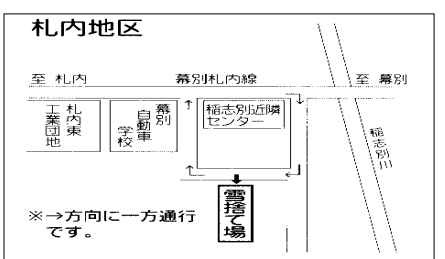 札内地区
至 札内
幕別札内線
至 幕別
札内東
工業団地
幕別
自動車
学校
稲志別近隣
センター
稲志別川
雪捨て場
※→方向に一方通行
です。